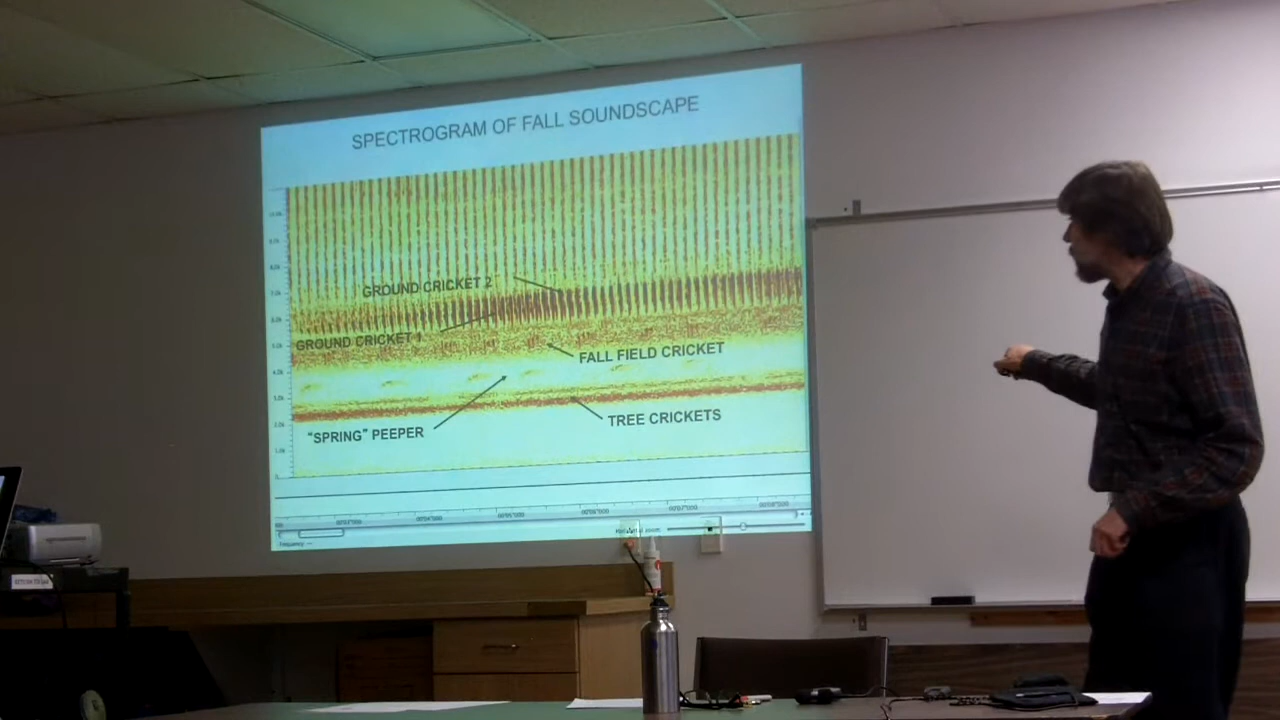 SPECTROGRAM OF FALL SOUNDSCAPE
GROUND CRICKET 2
GROUND CRICKET 1
FALL FIELD CRICKET
"SPRING" PEEPER
TREE CRICKETS